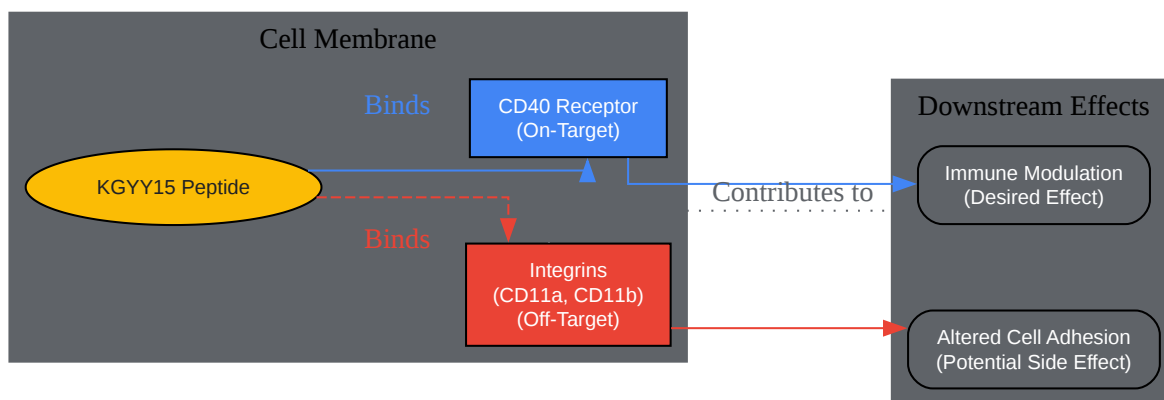 Cell Membrane
Binds
CD40 Receptor
(On-Target)
KGYY15 Peptide
Binds
Integrins
(CD11a, CD11b)
(Off-Target)
Contributes to
Downstream Effects
Immune Modulation
(Desired Effect)
Altered Cell Adhesion
(Potential Side Effect)